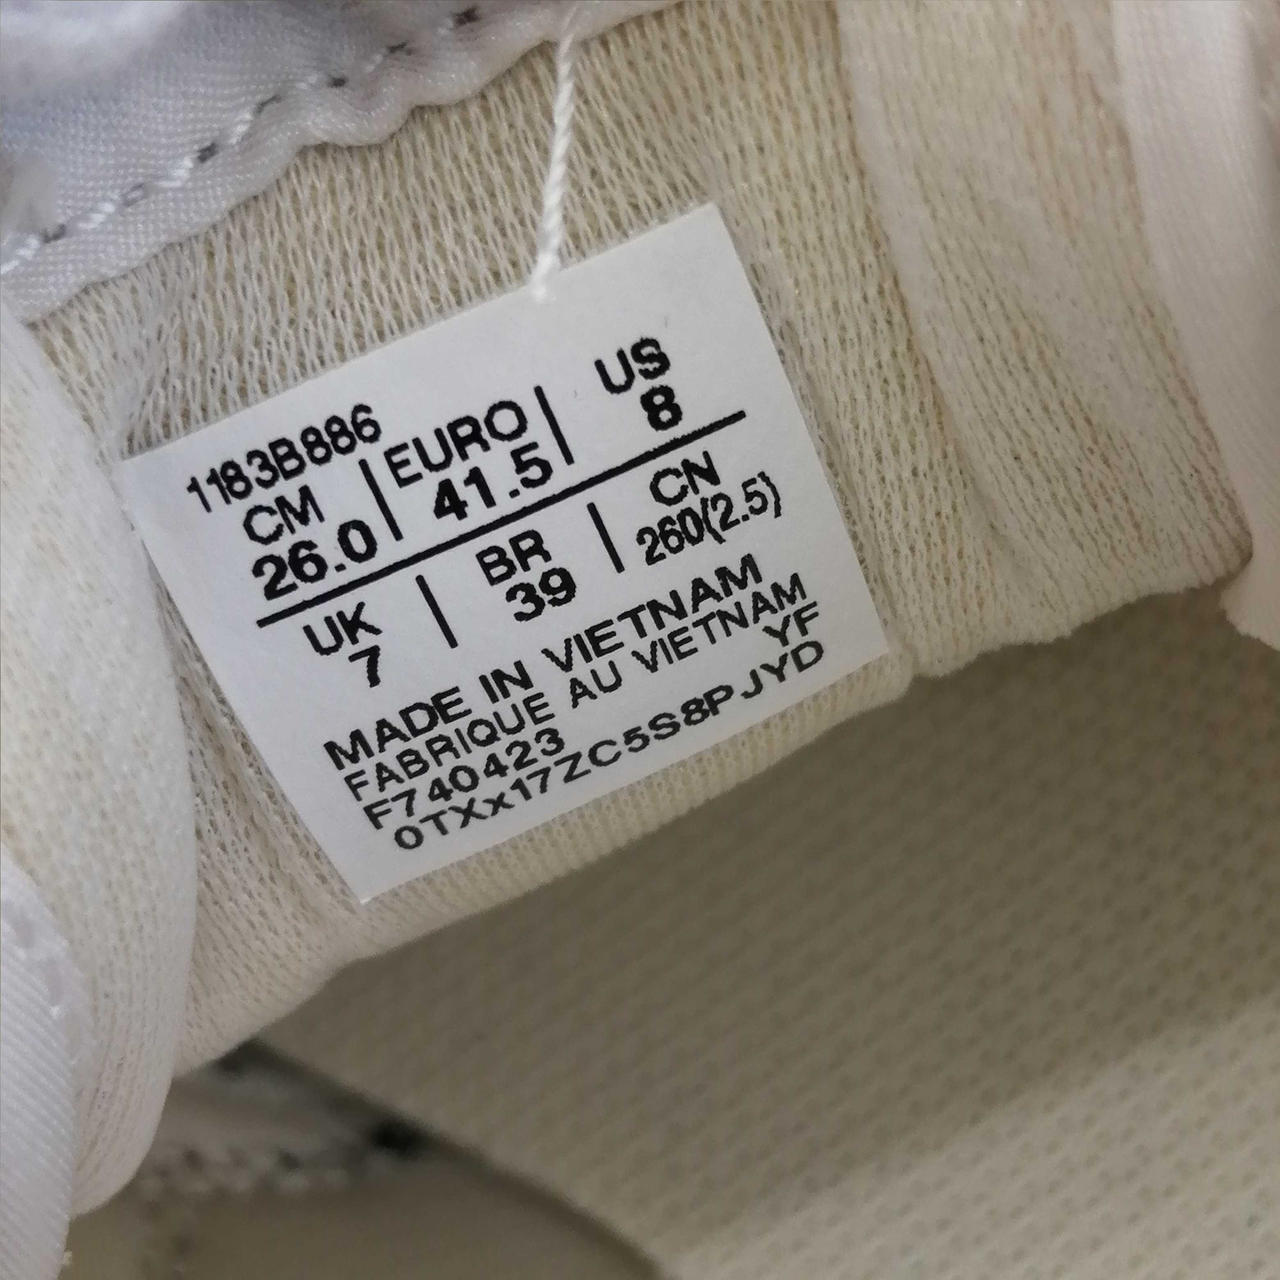 1183B886
CM | EURO | US
26.0 | 41.5 | 8
UK | BR | CN
7 | 39 | 260(2.5)
MADE IN VIETNAM
FABRIQUE AU VIETNAM
F740423 YF
0TXx17ZC5S8PJYD